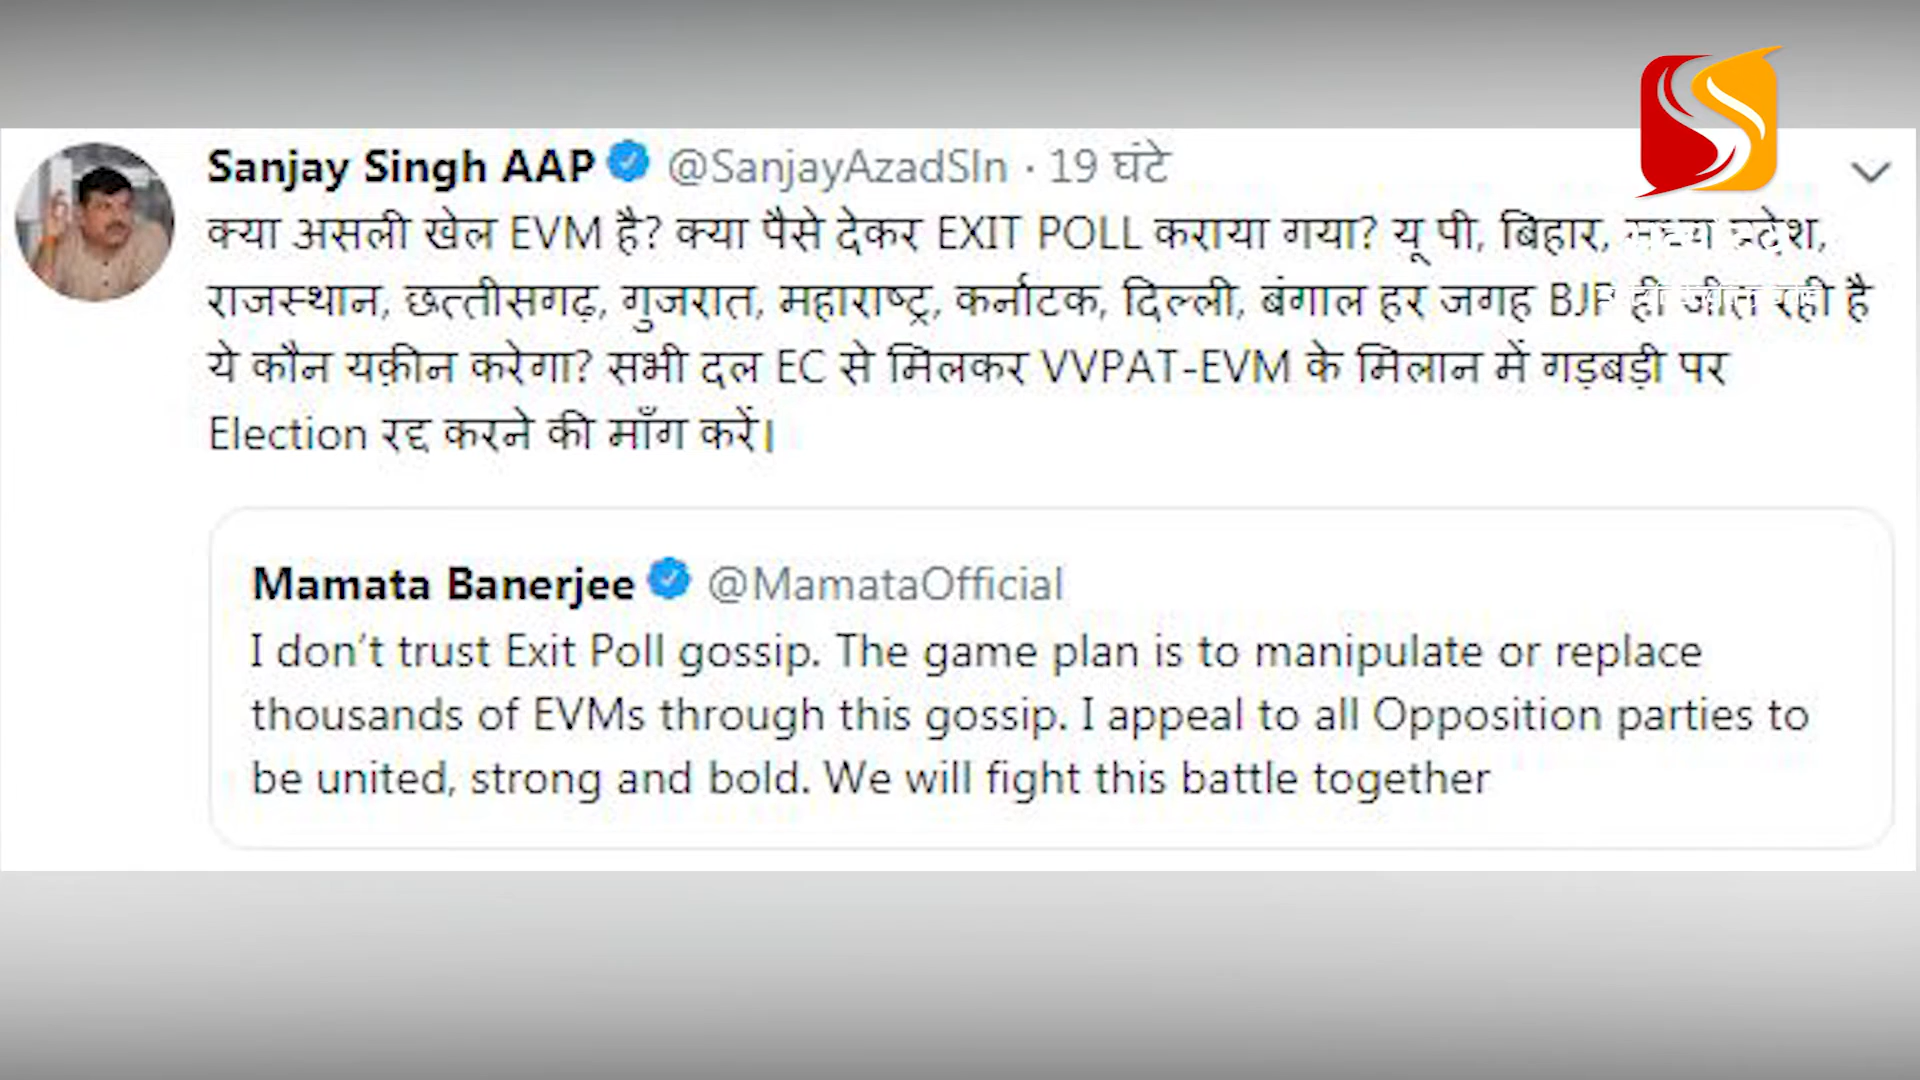 Sanjay Singh AAP @SanjayAzadSln · 19 घंटे
क्या असली खेल EVM है? क्या पैसे देकर EXIT POLL कराया गया? यू पी, बिहार,
राजस्थान, छत्तीसगढ़, गुजरात, महाराष्ट्र, कर्नाटक, दिल्ली, बंगाल हर जगह BJP ही जीत रही है
ये कौन यक़ीन करेगा? सभी दल EC से मिलकर VVPAT-EVM के मिलान में गड़बड़ी पर
Election रद्द करने की माँग करें।
Mamata Banerjee @MamataOfficial
I don't trust Exit Poll gossip. The game plan is to manipulate or replace
thousands of EVMs through this gossip. I appeal to all Opposition parties to
be united, strong and bold. We will fight this battle together